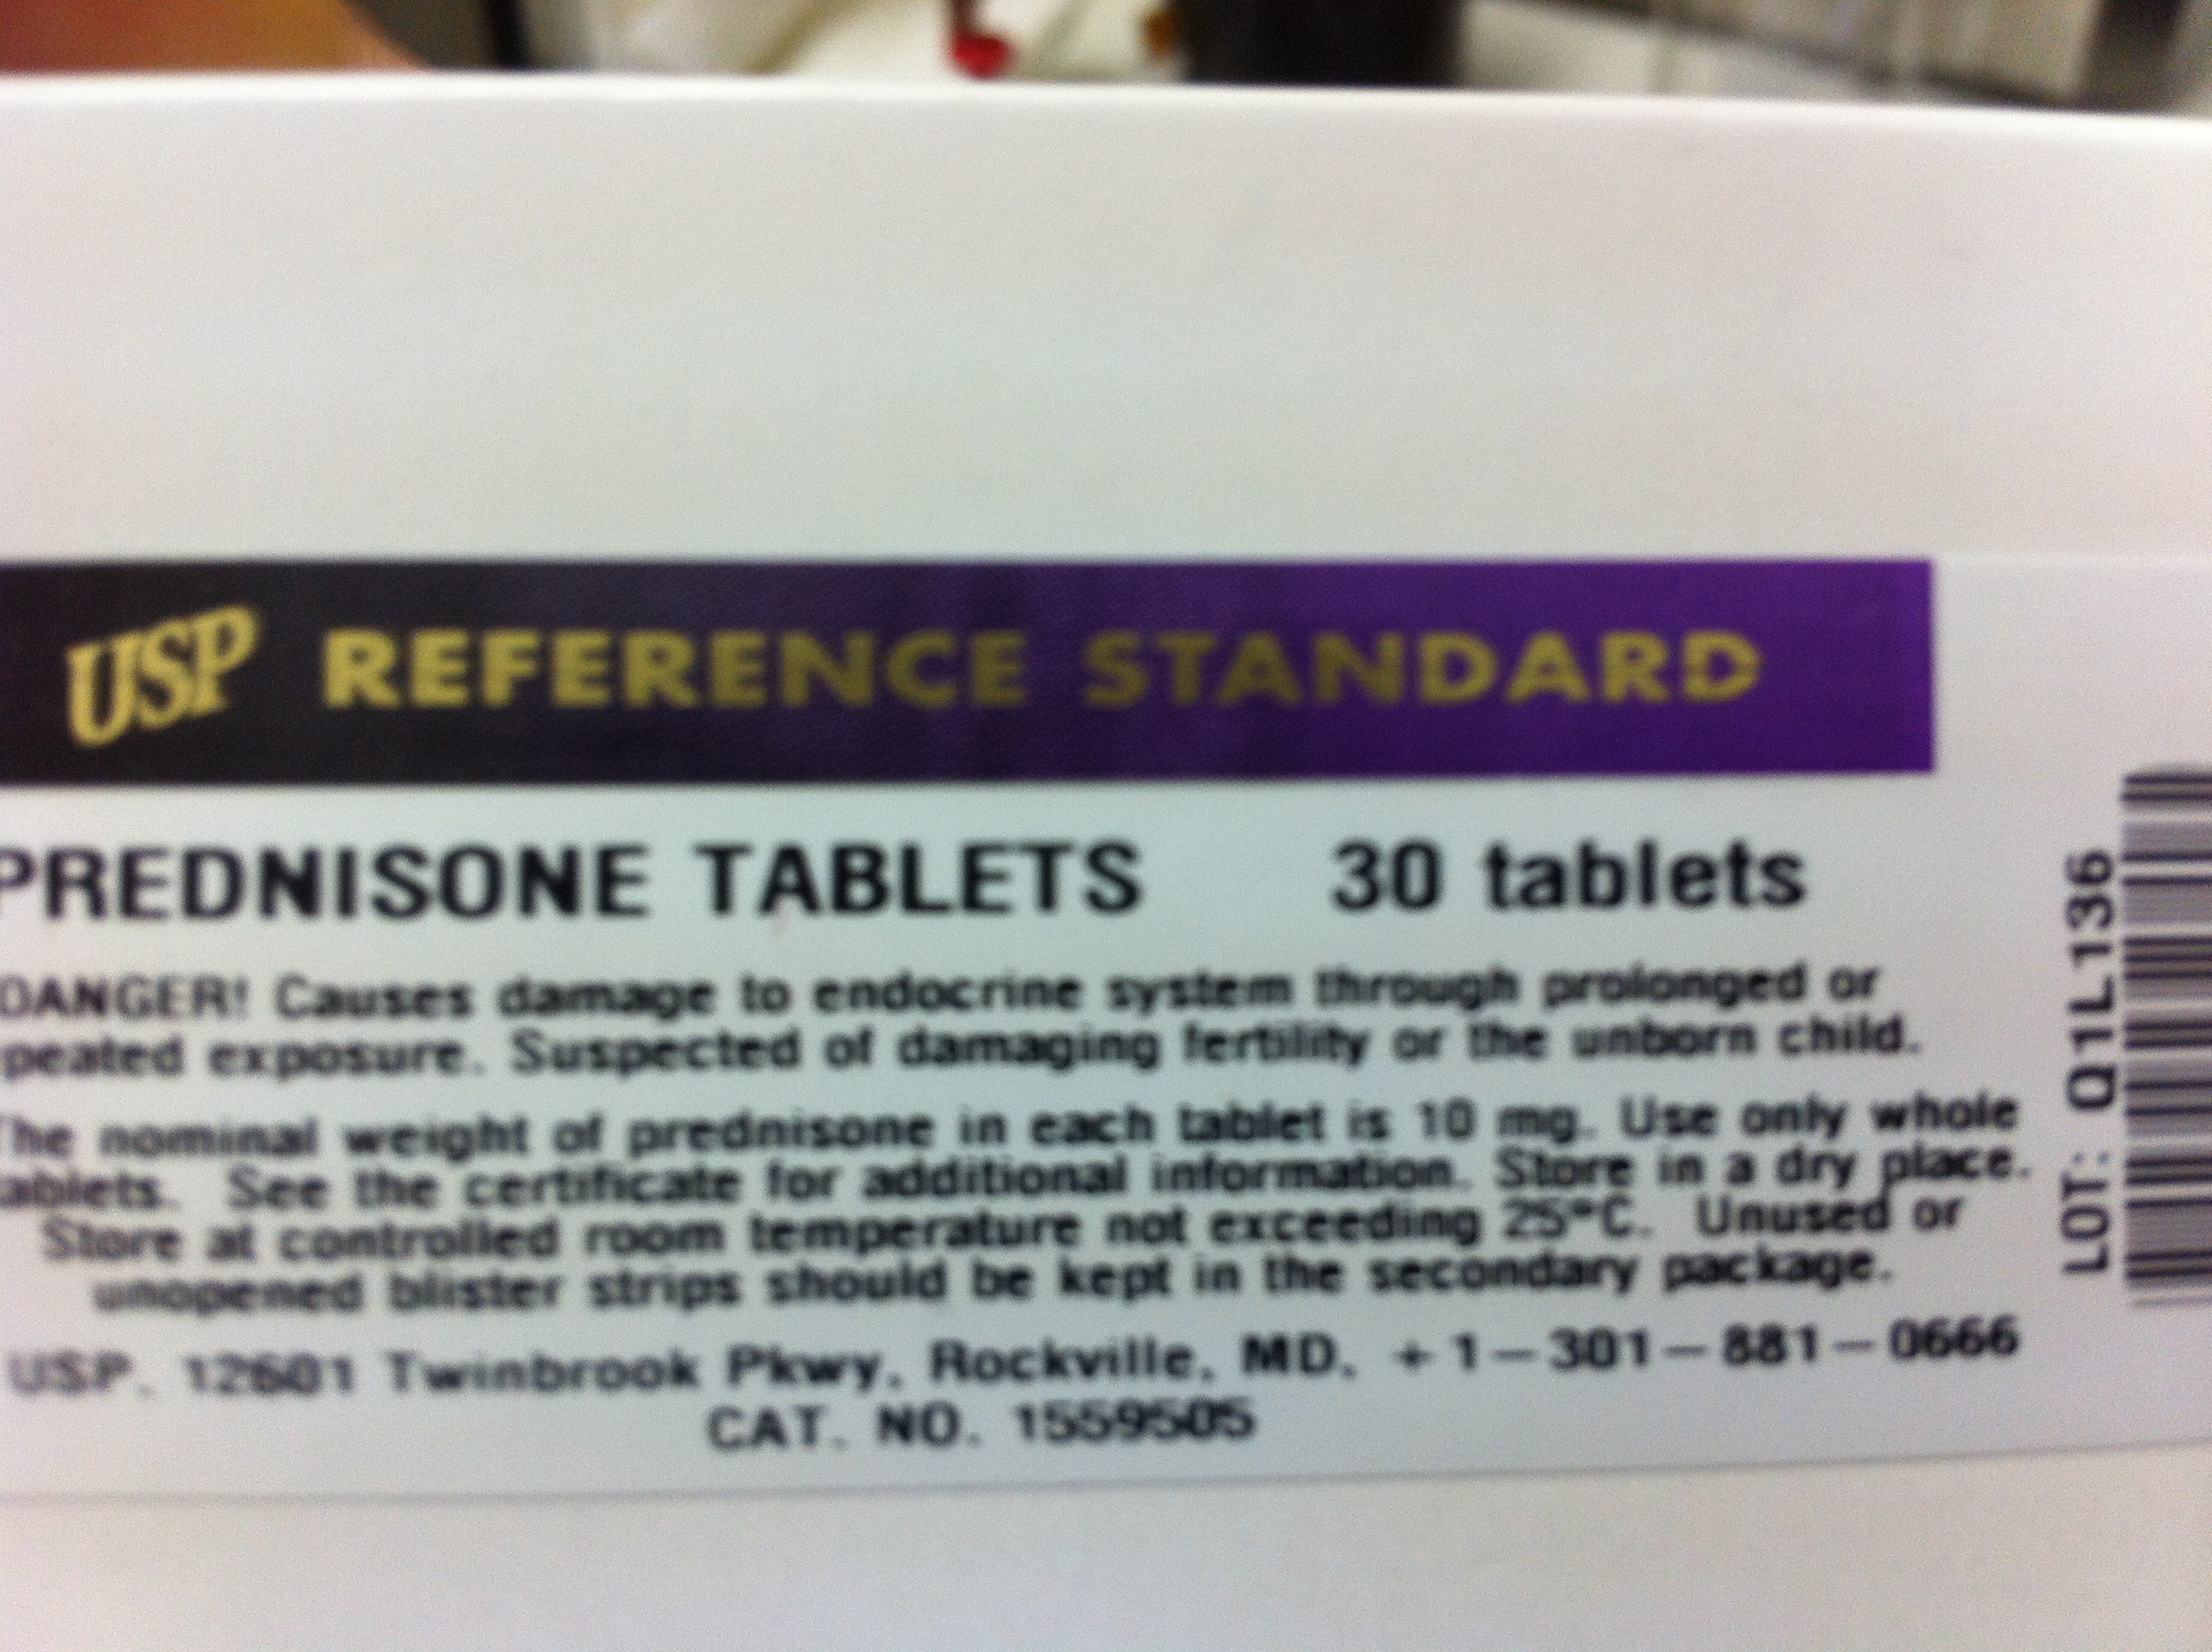 USP REFERENCE STANDARD
PREDNISONE TABLETS 30 tablets
DANGER! Causes damage to endocrine system through prolonged or
peated exposure. Suspected of damaging fertility or the unborn child.
The nominal weight of prednisone in each tablet is 10 mg. Use only whole
ablets. See the certificate for additional information. Store in a dry place.
Store at controlled room temperature not exceeding 25°C. Unused or
unopened blister strips should be kept in the secondary package.
USP, 12601 Twinbrook Pkwy, Rockville, MD, +1-301-881-0666
CAT. NO. 1559505
LOT: Q1L136